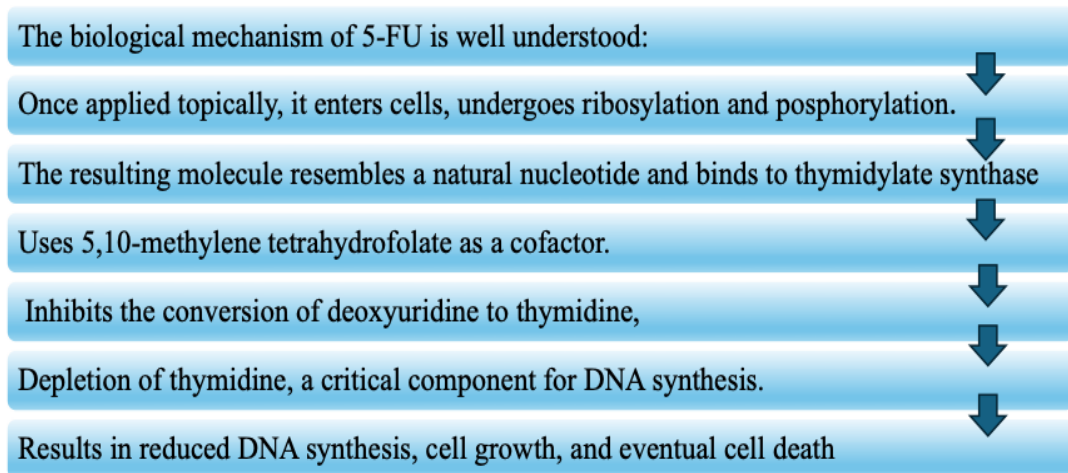 The biological mechanism of 5-FU is well understood:
Once applied topically, it enters cells, undergoes ribosylation and posphorylation.
The resulting molecule resembles a natural nucleotide and binds to thymidylate synthase
Uses 5,10-methylene tetrahydrofolate as a cofactor.
Inhibits the conversion of deoxyuridine to thymidine,
Depletion of thymidine, a critical component for DNA synthesis.
Results in reduced DNA synthesis, cell growth, and eventual cell death